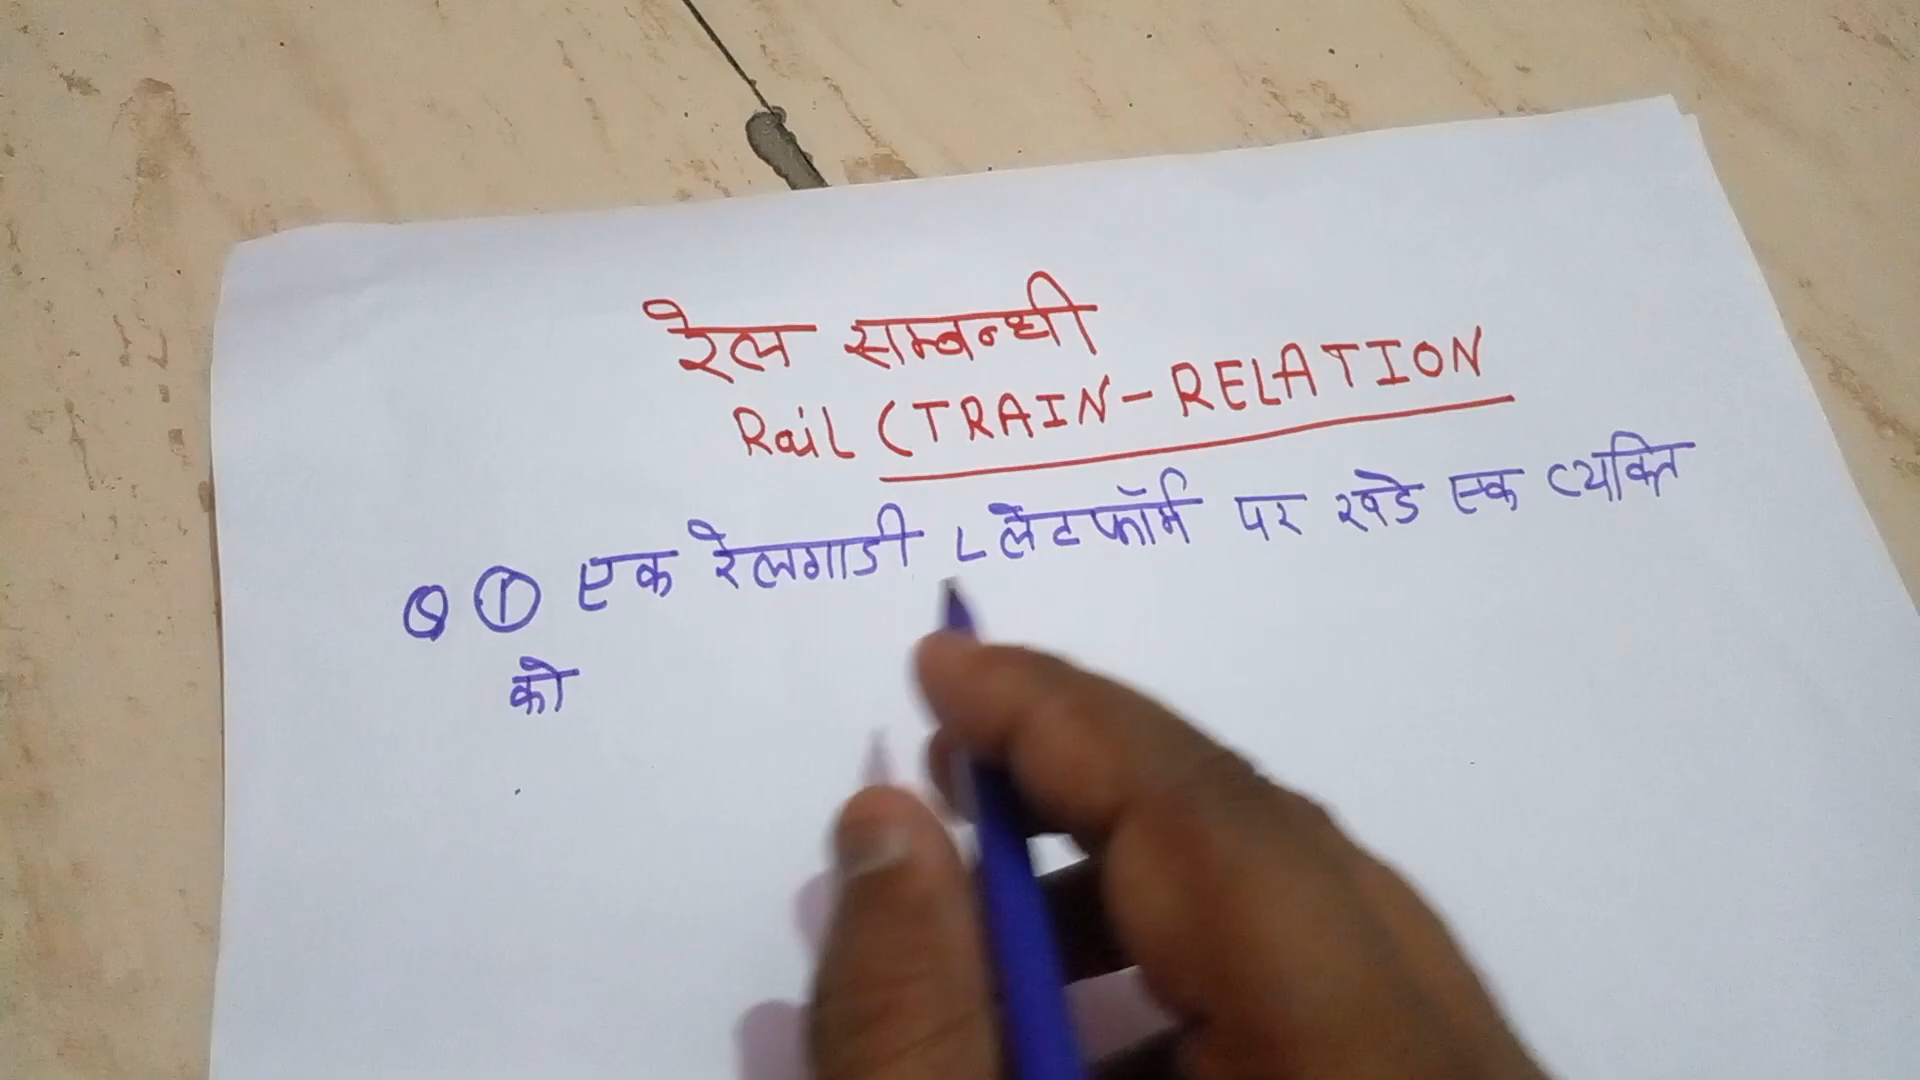 रेल सम्बन्धी
Rail (TRAIN-RELATION
Q ① एक रेलगाडी प्लेटफॉर्म पर खडे एक व्यक्ति
को